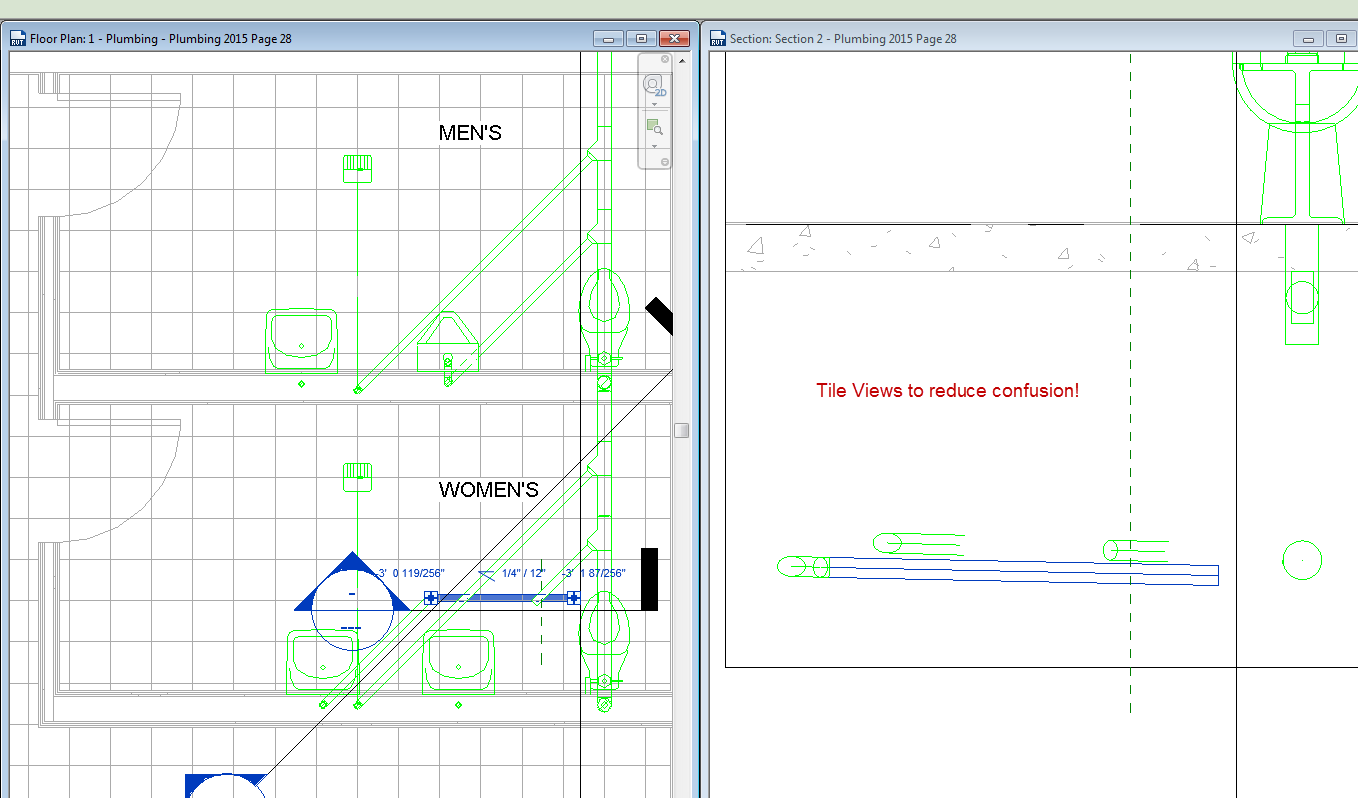 Floor Plan: 1 - Plumbing - Plumbing 2015 Page 28
Section: Section 2 - Plumbing 2015 Page 28
2D
MEN'S
Tile Views to reduce confusion!
WOMEN'S
-3' 0 119/256"
1/4" / 12"
-3' 1 87/256"